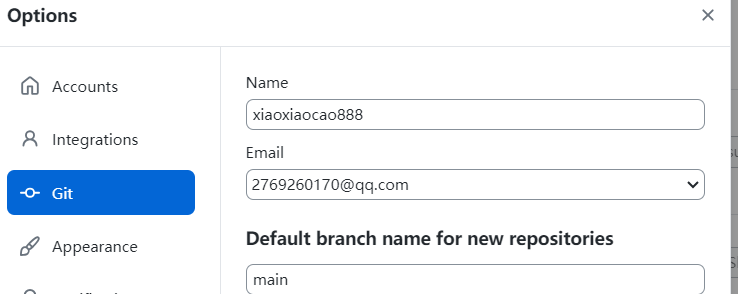 Options
Accounts
Integrations
Git
Appearance
Name
xiaoxiaocao888
Email
2769260170@qq.com
Default branch name for new repositories
main